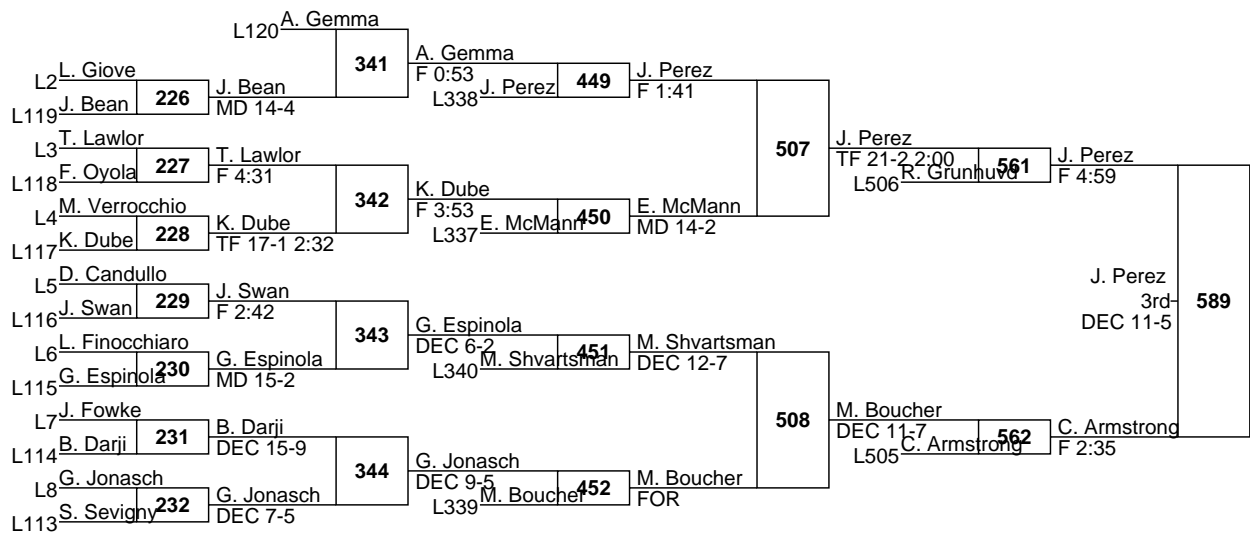 L120 A. Gemma
341
A. Gemma
F 0:53
L2 L. Giove
226
J. Bean
MD 14-4
L119 J. Bean
L338 J. Perez
449
J. Perez
F 1:41
L3 T. Lawlor
227
T. Lawlor
F 4:31
L118 F. Oyola
342
K. Dube
F 3:53
L4 M. Verrocchio
228
K. Dube
TF 17-1 2:32
L117 K. Dube
L337 E. McMann
450
E. McMann
MD 14-2
507
J. Perez
TF 21-2 2:00
L506 R. Grunhuvd
561
J. Perez
F 4:59
L5 D. Candullo
229
J. Swan
F 2:42
L116 J. Swan
343
G. Espinola
DEC 6-2
L6 L. Finocchiaro
230
G. Espinola
MD 15-2
L115 G. Espinola
L340 M. Shvartsman
451
M. Shvartsman
DEC 12-7
L7 J. Fowke
231
B. Darji
DEC 15-9
L114 B. Darji
344
G. Jonasch
DEC 9-5
L8 G. Jonasch
232
G. Jonasch
DEC 7-5
L113 S. Sevigny
L339 M. Boucher
452
M. Boucher
FOR
508
M. Boucher
DEC 11-7
L505 C. Armstrong
562
C. Armstrong
F 2:35
589
J. Perez
3rd
DEC 11-5